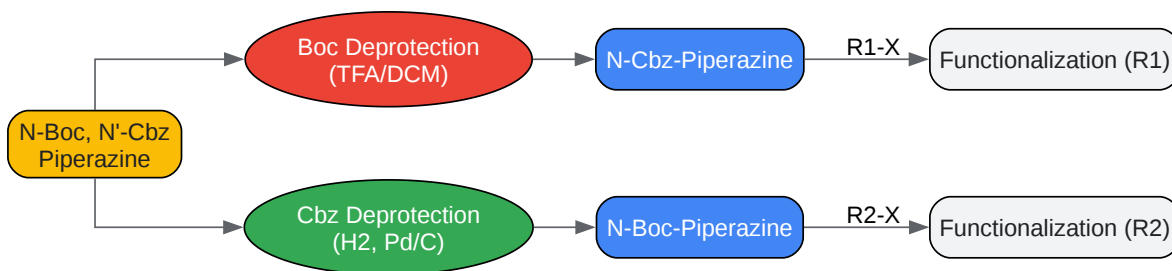 Boc Deprotection
(TFA/DCM)
N-Cbz-Piperazine
R1-X
Functionalization (R1)
N-Boc, N'-Cbz
Piperazine
Cbz Deprotection
(H2, Pd/C)
N-Boc-Piperazine
R2-X
Functionalization (R2)